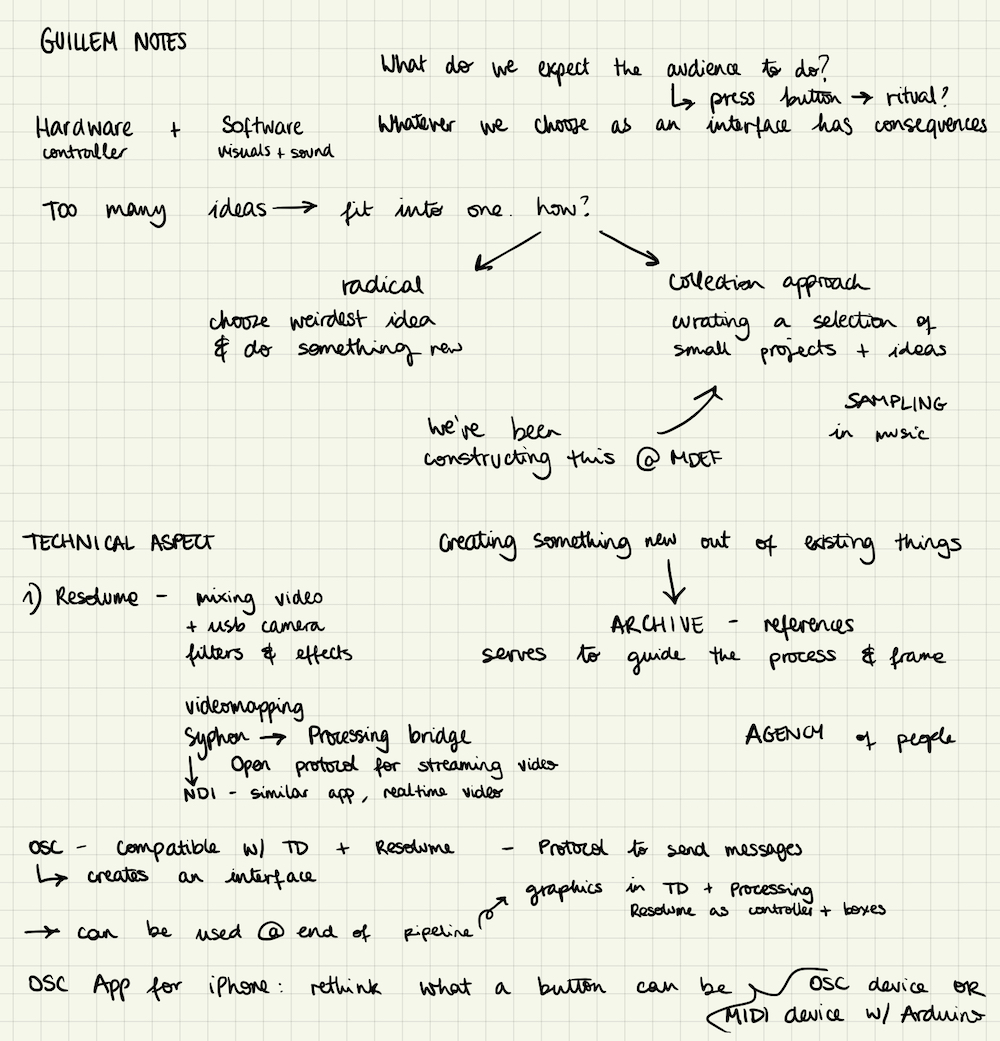 GUILLEM NOTES
What do we expect the audience to do?
↳ press button → ritual?
Hardware + Software
controller visuals + sound
Whatever we choose as an interface has consequences
Too many ideas → fit into one. how?
radical
choose weirdest idea
& do something new
Collection approach
curating a selection of
small projects + ideas
SAMPLING
in music
We've been
constructing this @ MDEF
TECHNICAL ASPECT
Creating something new out of existing things
1) Resolume - mixing video
+ usb camera
filters & effects
ARCHIVE - references
serves to guide the process & frame
videomapping
Syphon → Processing bridge
↓ Open protocol for streaming video
NDI - similar app, realtime video
AGENCY of people
OSC - Compatible w/ TD + Resolume - Protocol to send messages
↳ creates an interface
graphics in TD + Processing
Resolume as controller + boxes
→ can be used @ end of pipeline
OSC App for iPhone: rethink what a button can be
OSC device OR
MIDI device w/ Arduino